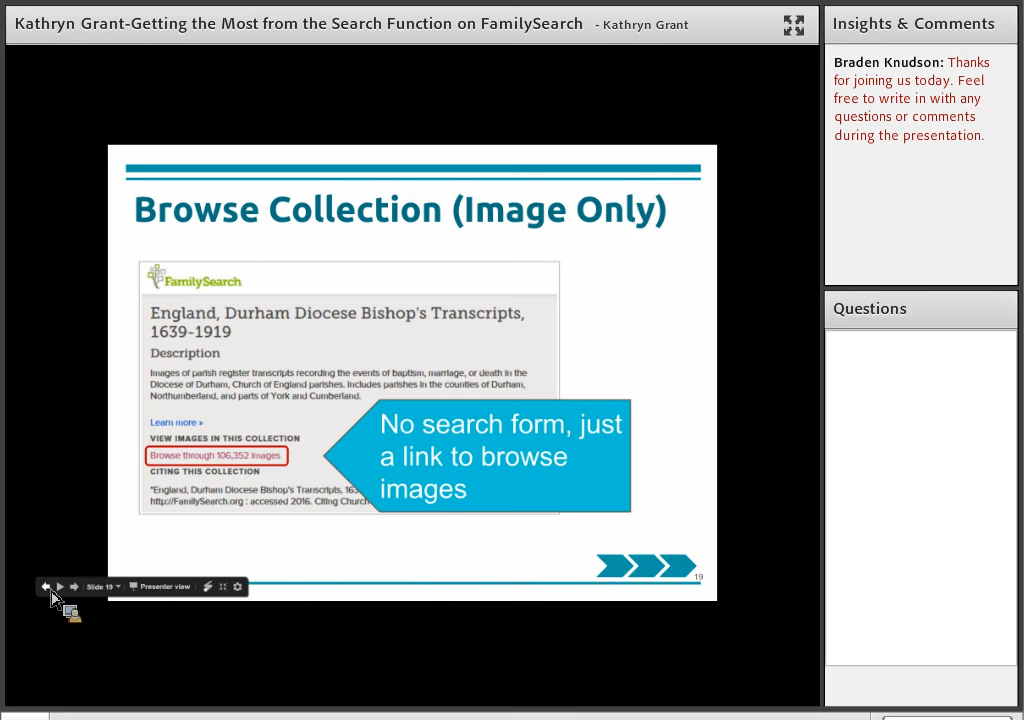 Kathryn Grant-Getting the Most from the Search Function on FamilySearch - Kathryn Grant
Browse Collection (Image Only)
FamilySearch
England, Durham Diocese Bishop's Transcripts,
1639-1919
Description
Images of parish register transcripts recording the events of baptism, marriage, or death in the
Diocese of Durham, Church of England parishes. Includes parishes in the counties of Durham,
Northumberland, and parts of York and Cumberland.
Learn more »
VIEW IMAGES IN THIS COLLECTION
Browse through 106,352 images
CITING THIS COLLECTION
"England, Durham Diocese Bishop's Transcripts, 163
http://FamilySearch.org : accessed 2016. Citing Church
No search form, just
a link to browse
images
19
Slide 19
Presenter view
Insights & Comments
Braden Knudson: Thanks
for joining us today. Feel
free to write in with any
questions or comments
during the presentation.
Questions